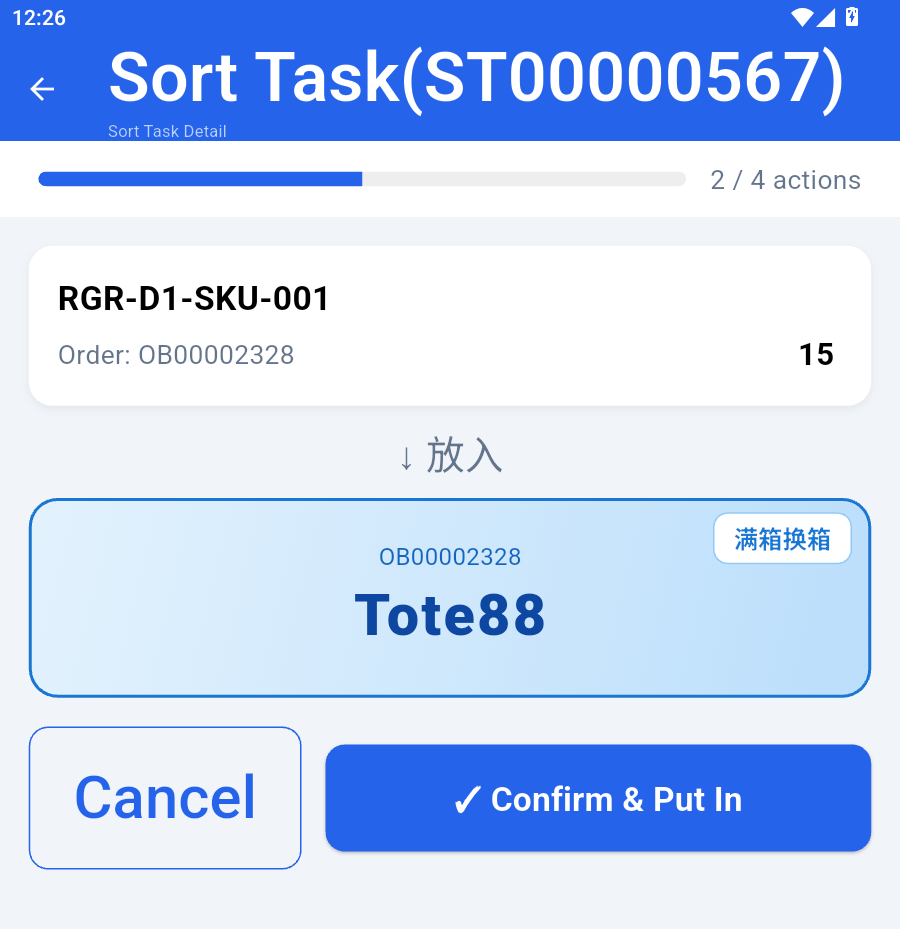 12:26
Sort Task(ST00000567)
Sort Task Detail
2 / 4 actions
RGR-D1-SKU-001
Order: OB00002328
15
↓ 放入
满箱换箱
OB00002328
Tote88
Cancel
✓ Confirm & Put In